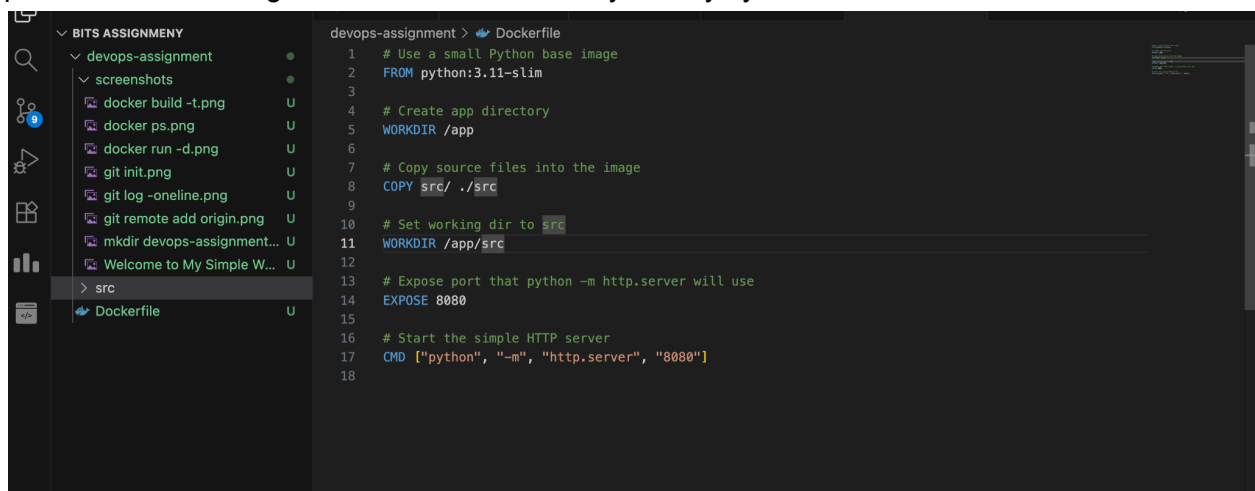 BITS ASSIGNMENY
devops-assignment
screenshots
docker build -t.png U
docker ps.png U
docker run -d.png U
git init.png U
git log -oneline.png U
git remote add origin.png U
mkdir devops-assignment... U
Welcome to My Simple W... U
src
Dockerfile U
9
devops-assignment > Dockerfile
1 # Use a small Python base image
2 FROM python:3.11-slim
3
4 # Create app directory
5 WORKDIR /app
6
7 # Copy source files into the image
8 COPY src/ ./src
9
10 # Set working dir to src
11 WORKDIR /app/src
12
13 # Expose port that python -m http.server will use
14 EXPOSE 8080
15
16 # Start the simple HTTP server
17 CMD ["python", "-m", "http.server", "8080"]
18